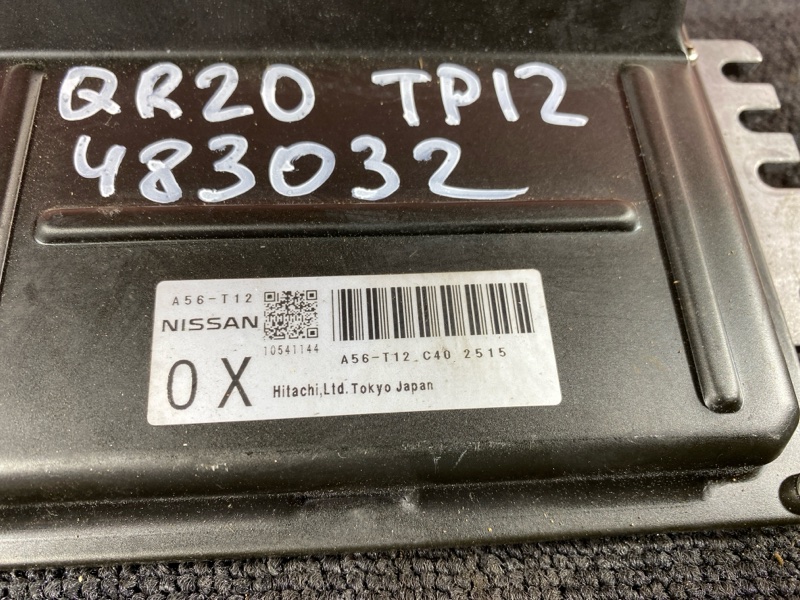 QR20 TP12
483032
A56-T12
NISSAN
10541144
A56-T12 C40 2515
0X
Hitachi,Ltd.Tokyo Japan